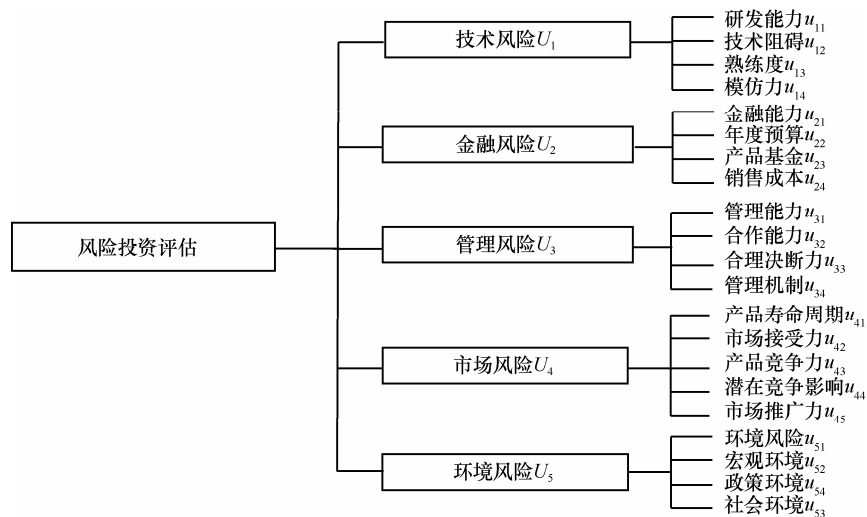 风险投资评估
技术风险U1
研发能力u11
技术阻碍u12
熟练度u13
模仿力u14
金融风险U2
金融能力u21
年度预算u22
产品基金u23
销售成本u24
管理风险U3
管理能力u31
合作能力u32
合理决断力u33
管理机制u34
市场风险U4
产品寿命周期u41
市场接受力u42
产品竞争力u43
潜在竞争影响u44
市场推广力u45
环境风险U5
环境风险u51
宏观环境u52
政策环境u54
社会环境u53